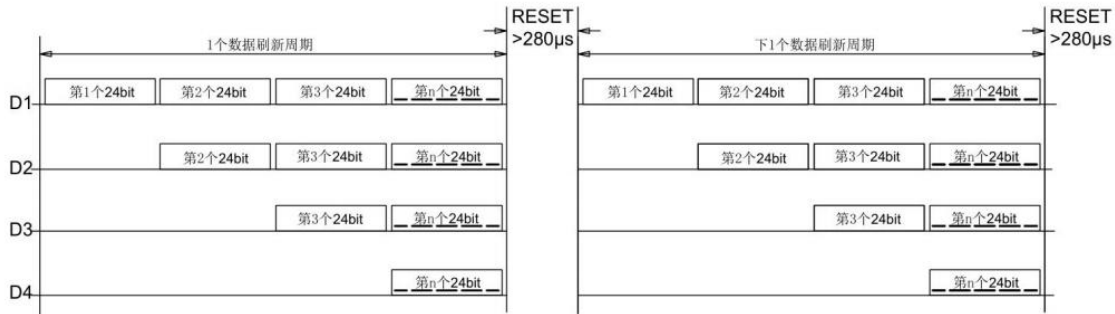 RESET
>280μs
RESET
>280μs
1个数据刷新周期
下1个数据刷新周期
D1
第1个24bit
第2个24bit
第3个24bit
第n个24bit
第1个24bit
第2个24bit
第3个24bit
第n个24bit
D2
第2个24bit
第3个24bit
第n个24bit
第2个24bit
第3个24bit
第n个24bit
D3
第3个24bit
第n个24bit
第3个24bit
第n个24bit
D4
第n个24bit
第n个24bit